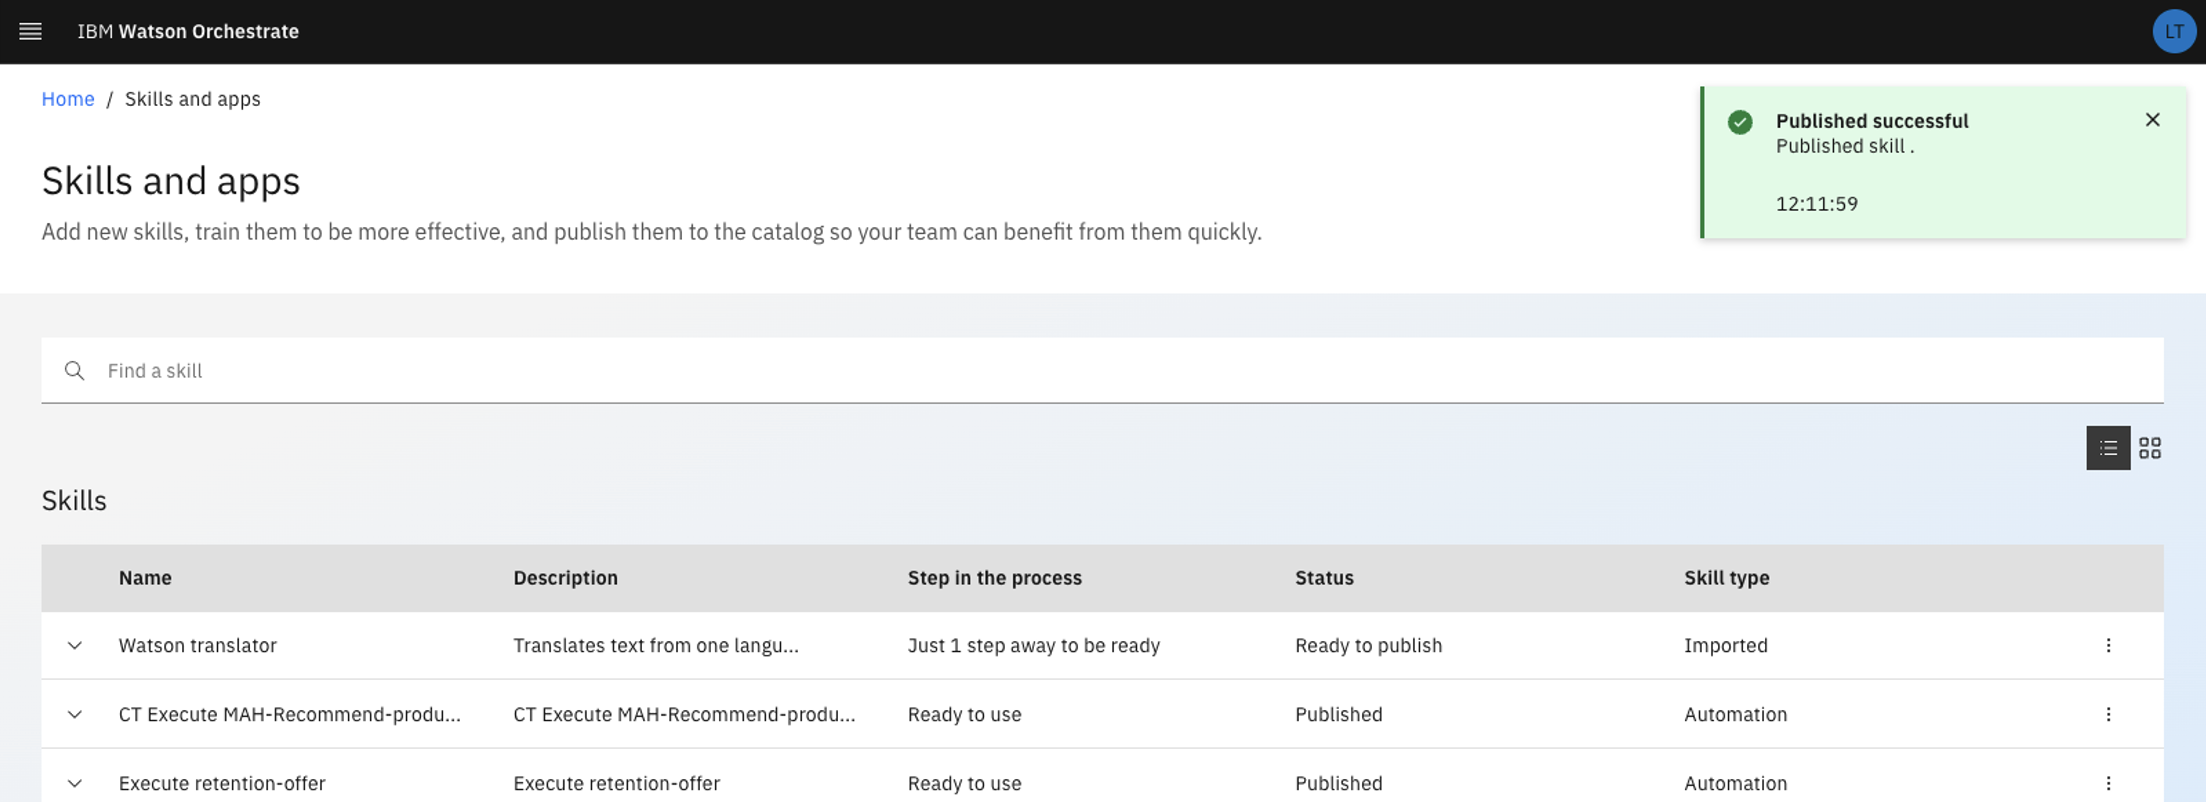 IBM Watson Orchestrate
LT
Home / Skills and apps
Published successful
Published skill .
12:11:59
Skills and apps
Add new skills, train them to be more effective, and publish them to the catalog so your team can benefit from them quickly.
Find a skill
Skills
Name Description Step in the process Status Skill type
Watson translator Translates text from one langu... Just 1 step away to be ready Ready to publish Imported
CT Execute MAH-Recommend-produ... CT Execute MAH-Recommend-produ... Ready to use Published Automation
Execute retention-offer Execute retention-offer Ready to use Published Automation